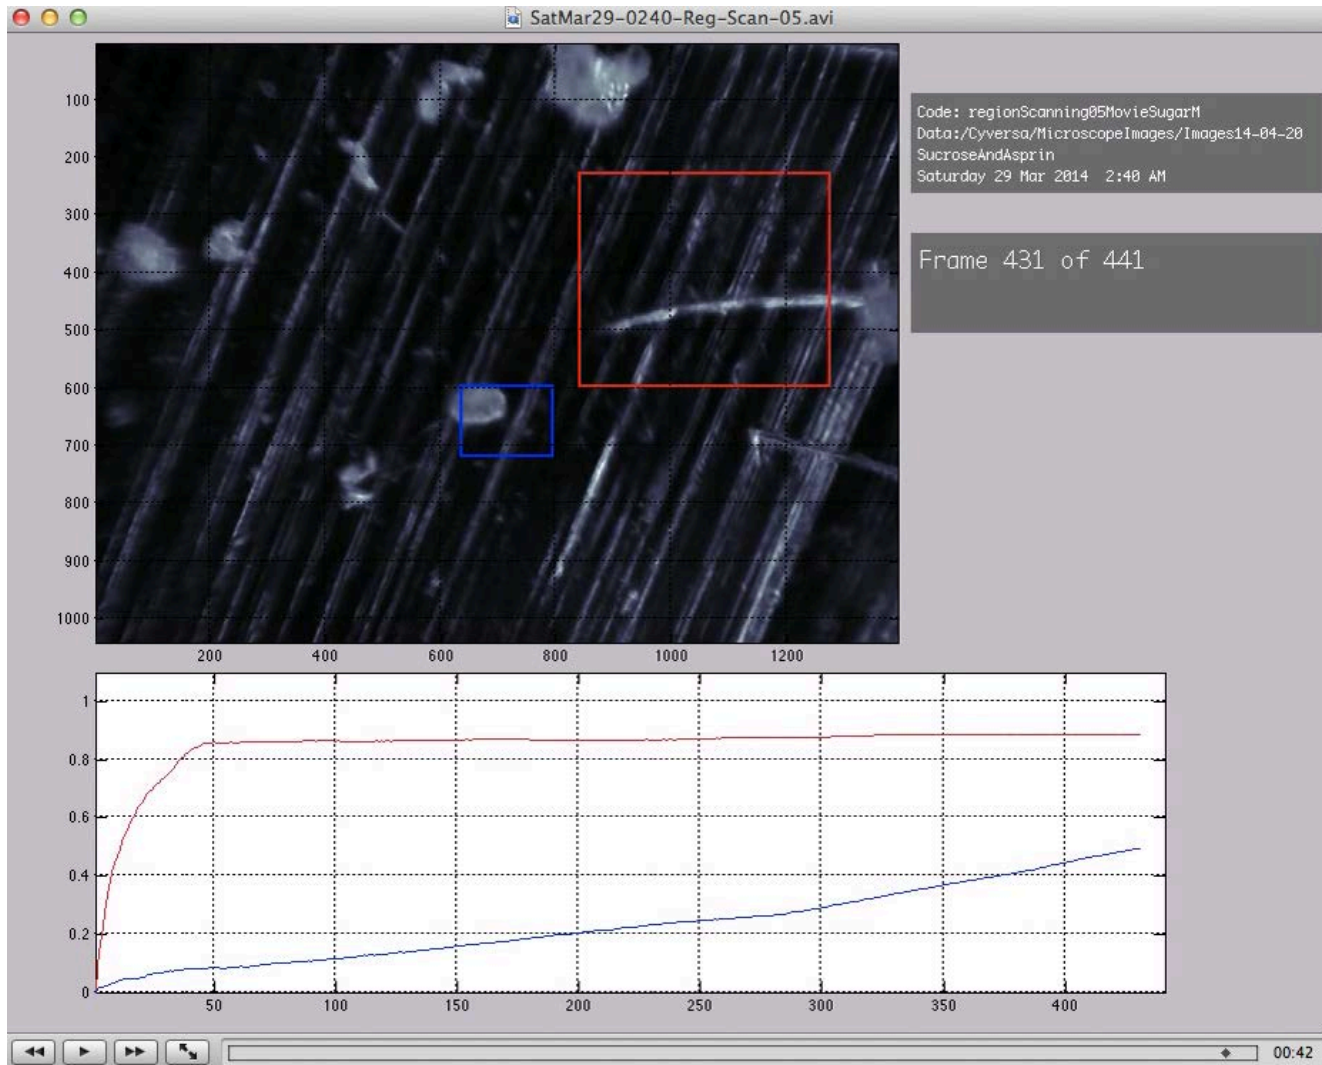 SatMar29-0240-Reg-Scan-05.avi
100
200
300
400
500
600
700
800
900
1000
200 400 600 800 1000 1200
Code: regionScanning05MovieSugarM
Data:/Cyversa/MicroscopeImages/Images14-04-20
SucroseAndAsprin
Saturday 29 Mar 2014 2:40 AM
Frame 431 of 441
1
0.8
0.6
0.4
0.2
0
50 100 150 200 250 300 350 400
00:42